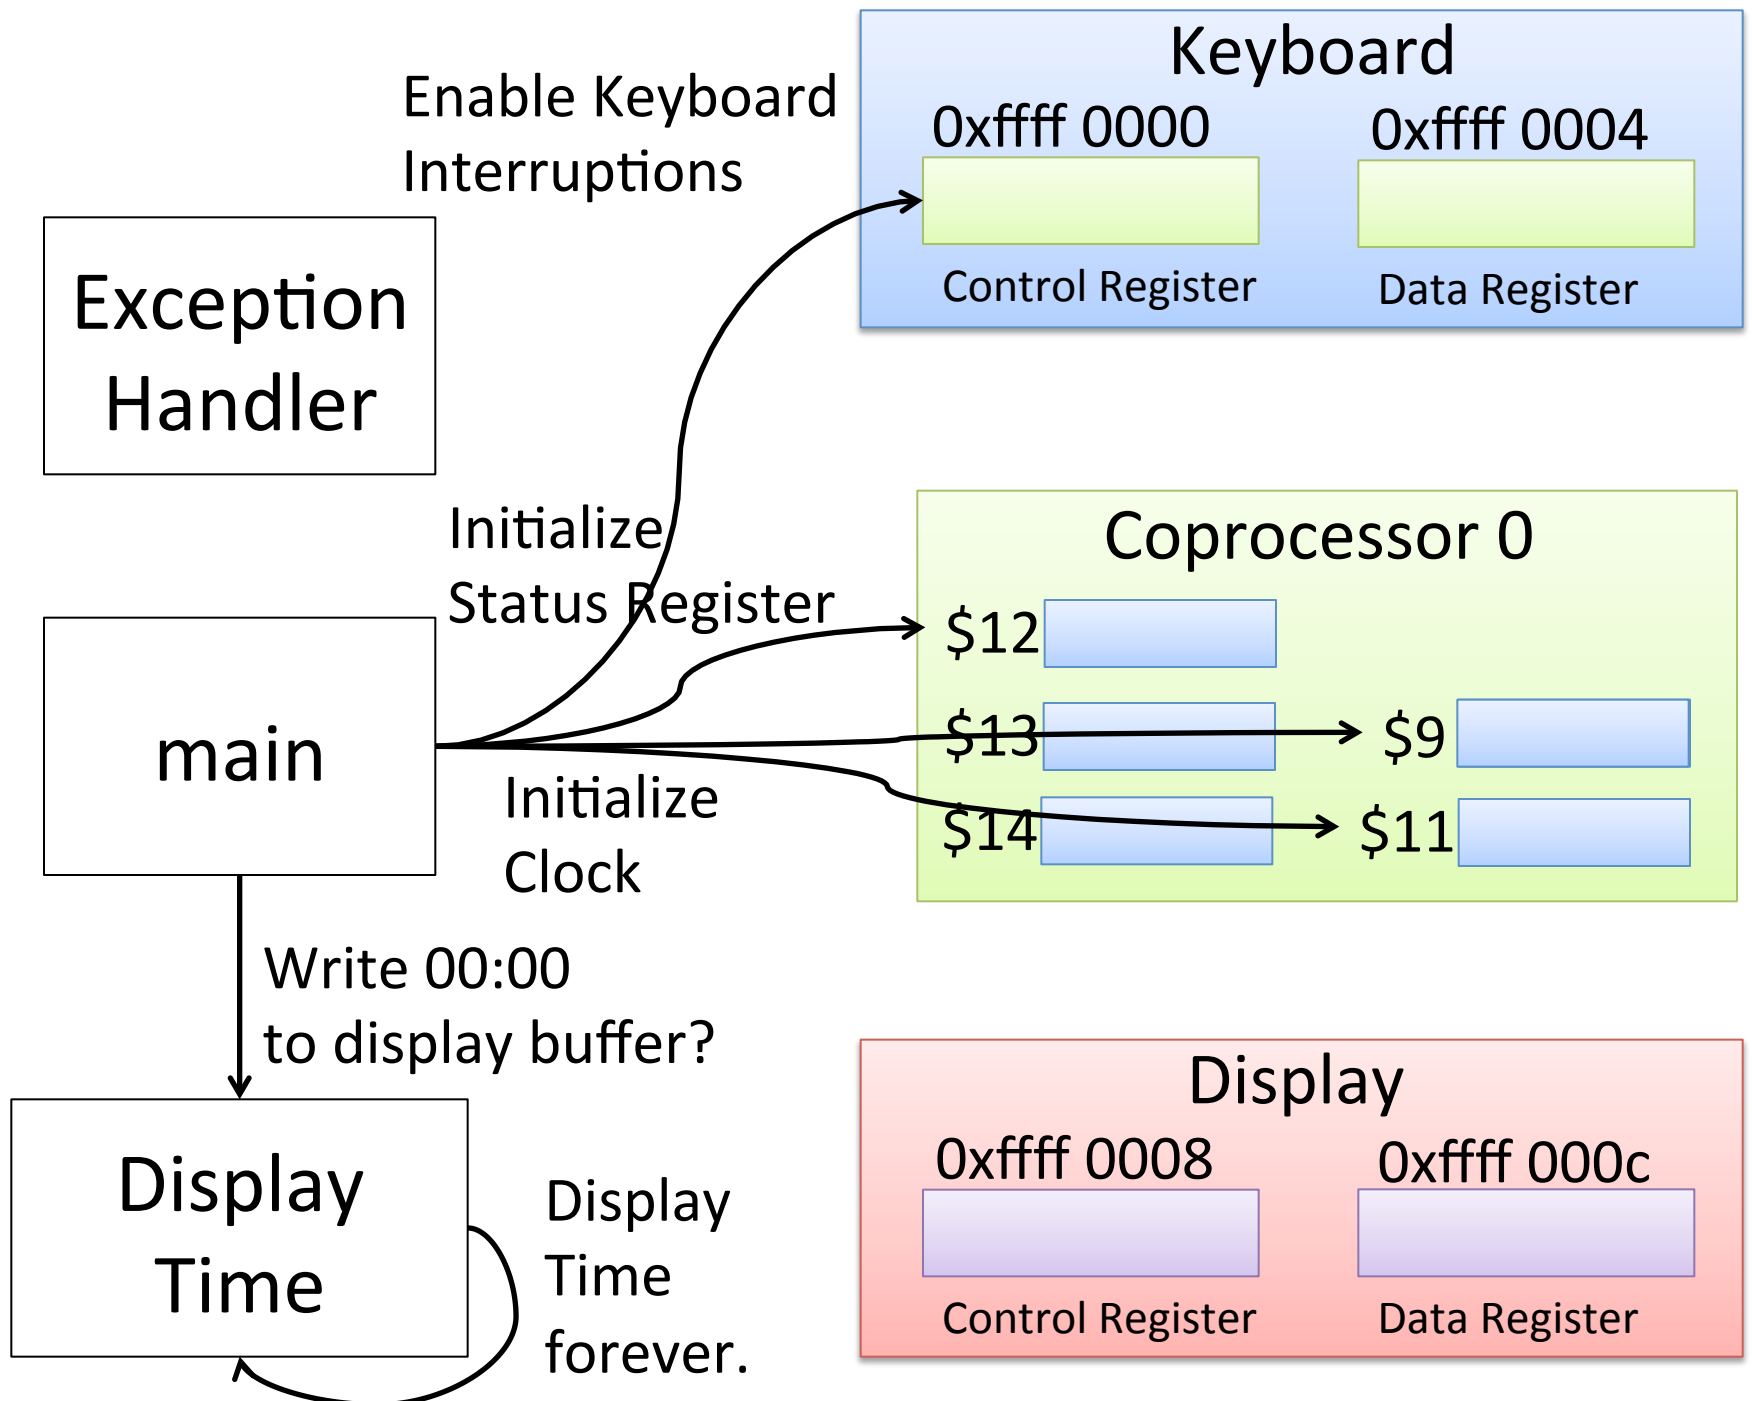 Enable Keyboard
Interruptions
Keyboard
0xffff 0000
0xffff 0004
Control Register
Data Register
Exception
Handler
Initialize
Status Register
Coprocessor 0
$12
$13
$9
$14
$11
main
Initialize
Clock
Write 00:00
to display buffer?
Display
Time
Display
Time
forever.
Display
0xffff 0008
0xffff 000c
Control Register
Data Register